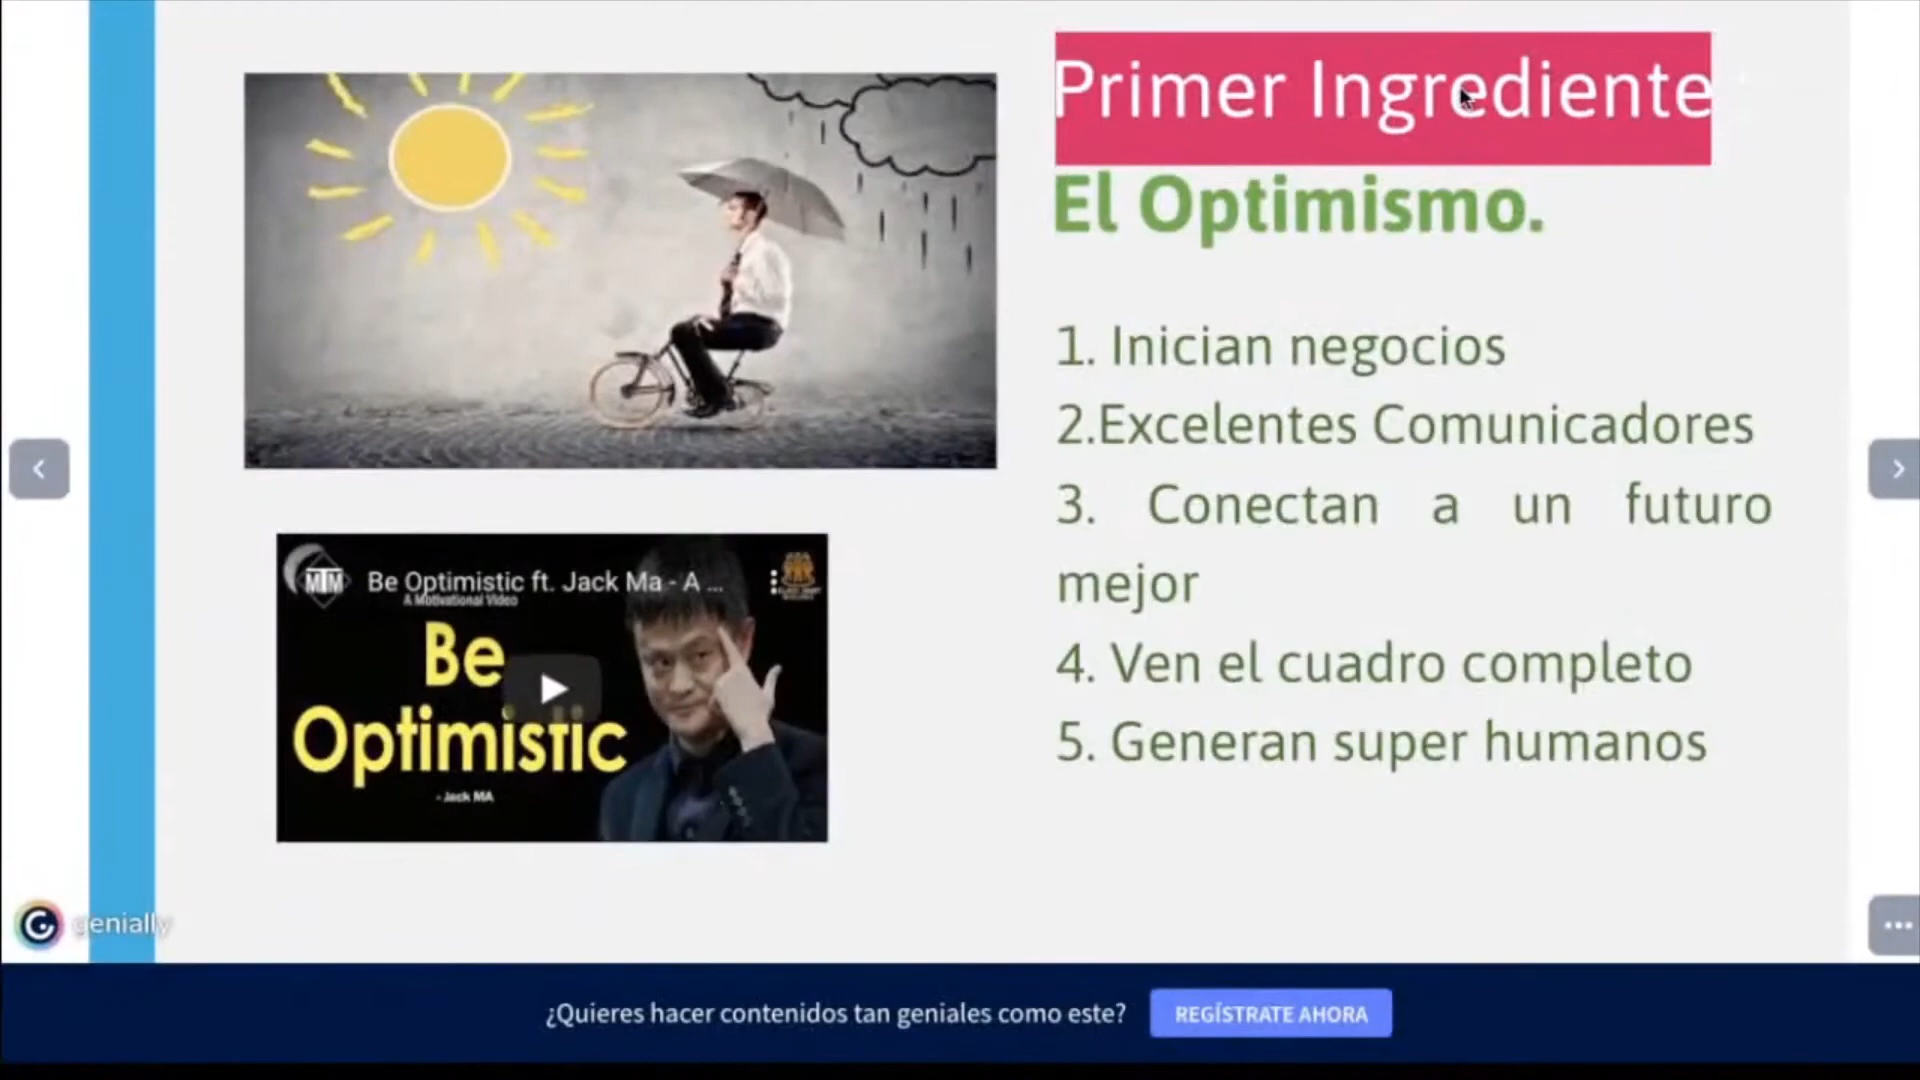 Primer Ingrediente
El Optimismo.
1. Inician negocios
2.Excelentes Comunicadores
3. Conectan a un futuro
mejor
4. Ven el cuadro completo
5. Generan super humanos
MTM
Be Optimistic ft. Jack Ma - A ...
A Motivational Video
Be
Optimistic
- Jack MA
genially
¿Quieres hacer contenidos tan geniales como este?
REGÍSTRATE AHORA